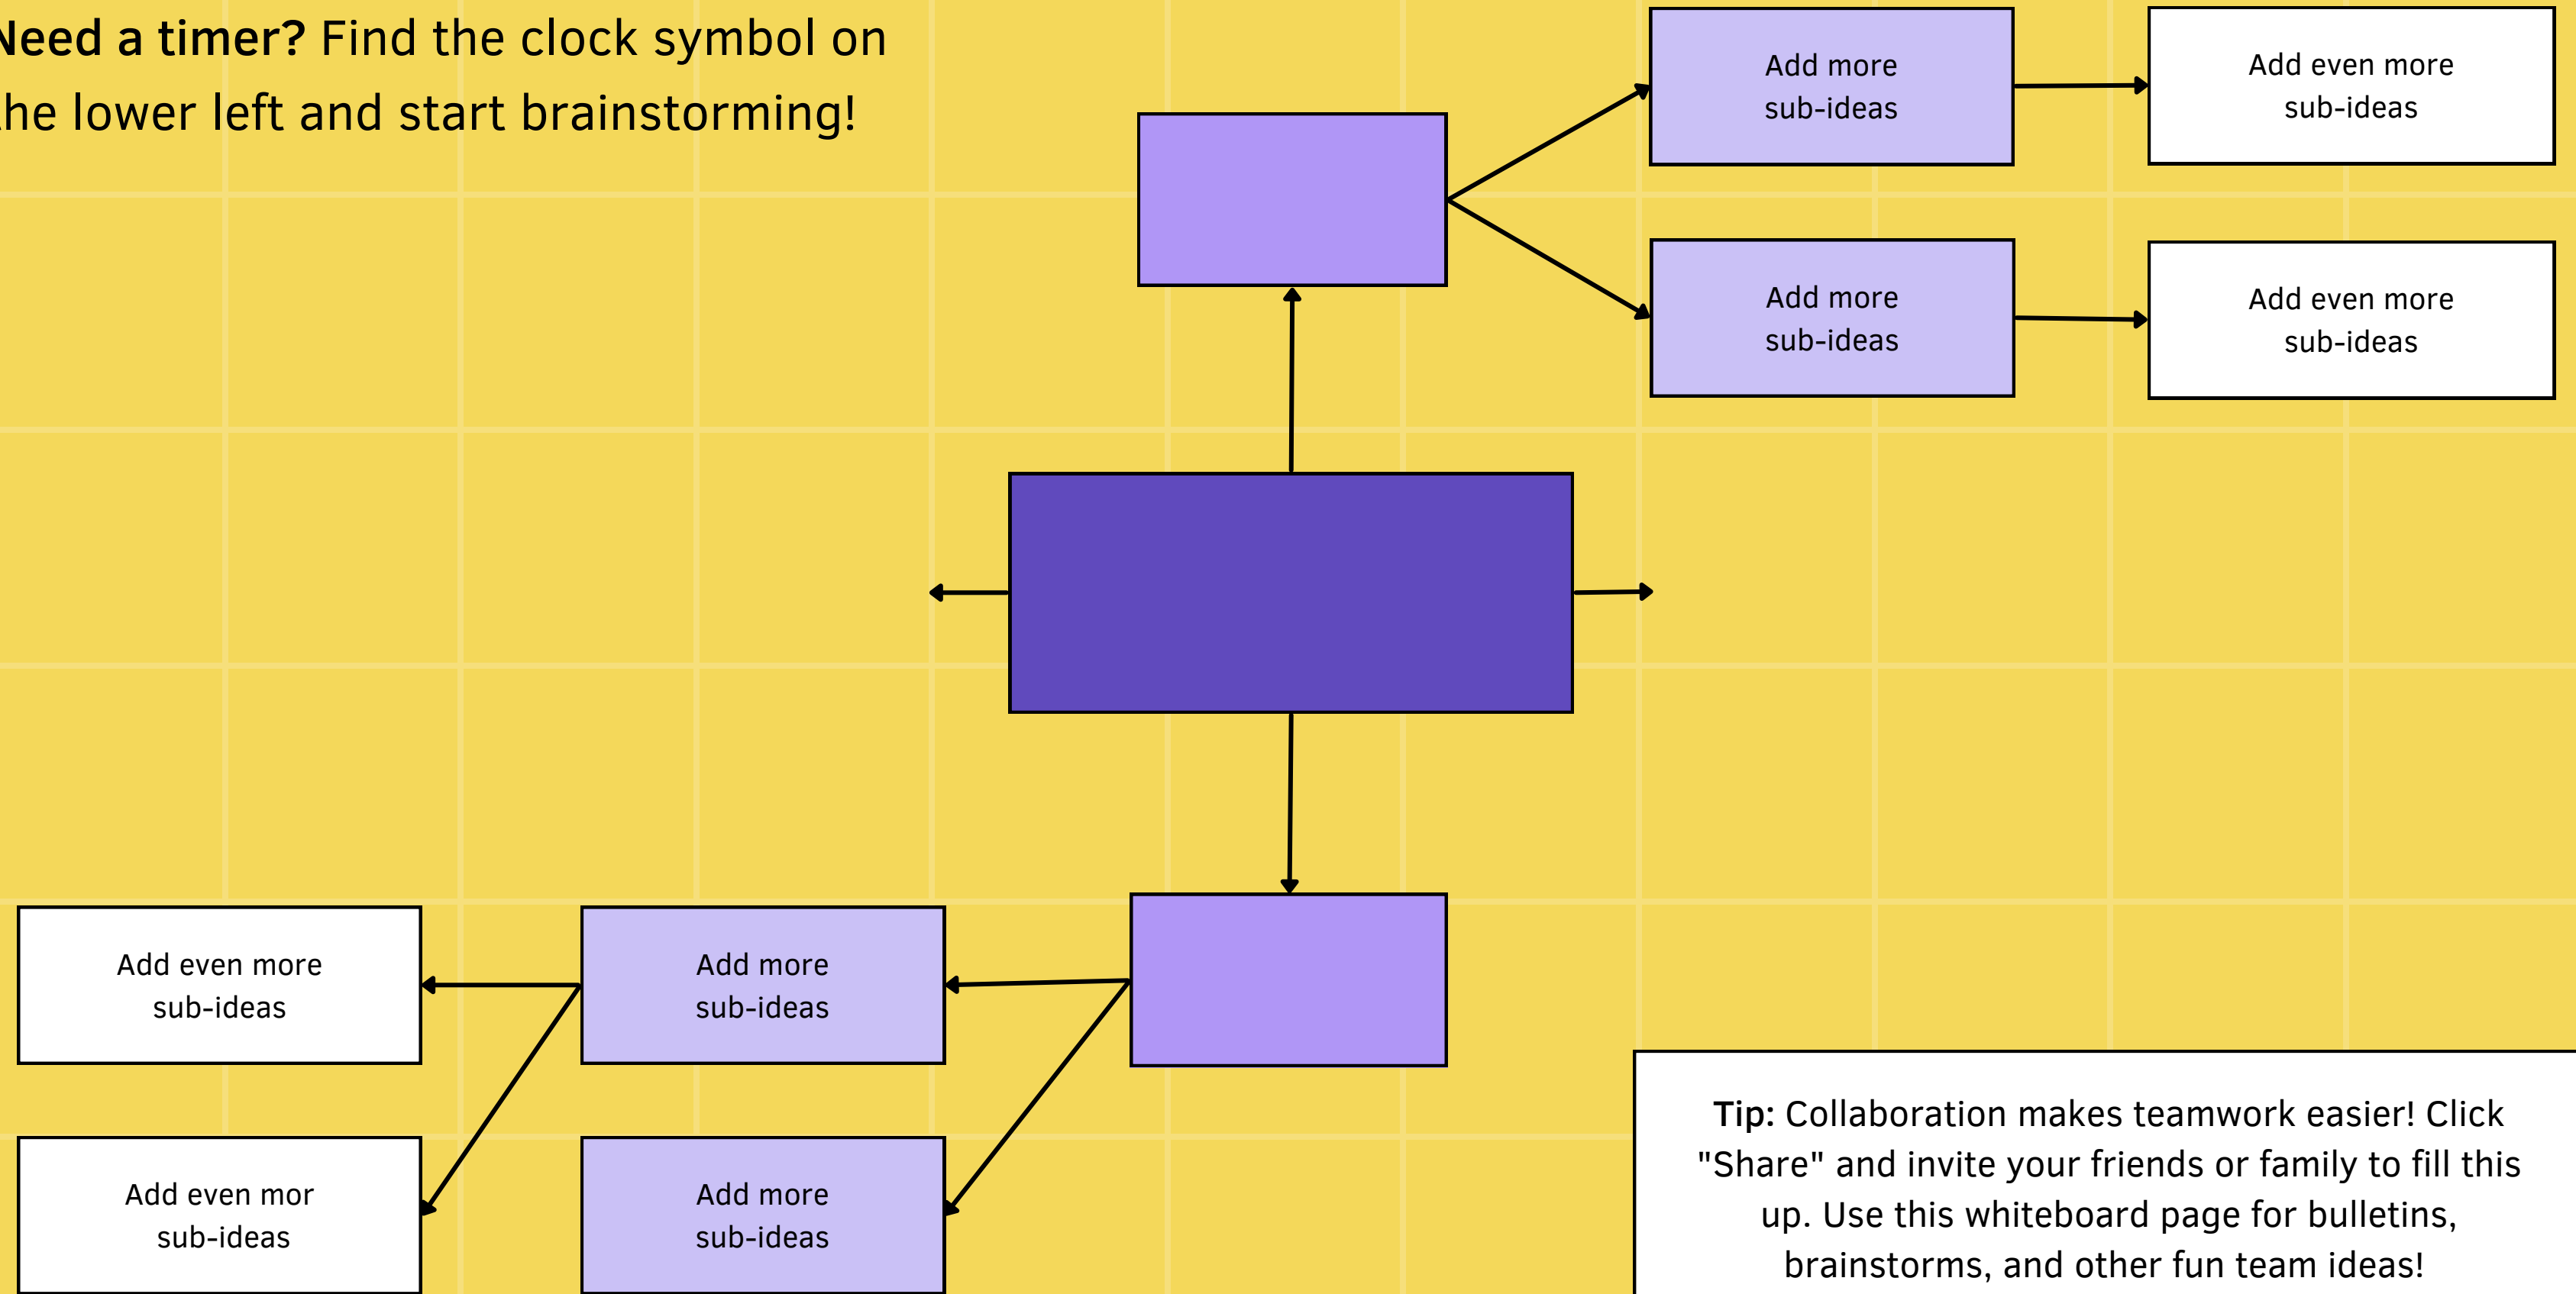 Need a timer? Find the clock symbol on
the lower left and start brainstorming!
Add more
sub-ideas
Add even more
sub-ideas
Add more
sub-ideas
Add even more
sub-ideas
Add even more
sub-ideas
Add more
sub-ideas
Add even mor
sub-ideas
Add more
sub-ideas
Tip: Collaboration makes teamwork easier! Click
"Share" and invite your friends or family to fill this
up. Use this whiteboard page for bulletins,
brainstorms, and other fun team ideas!